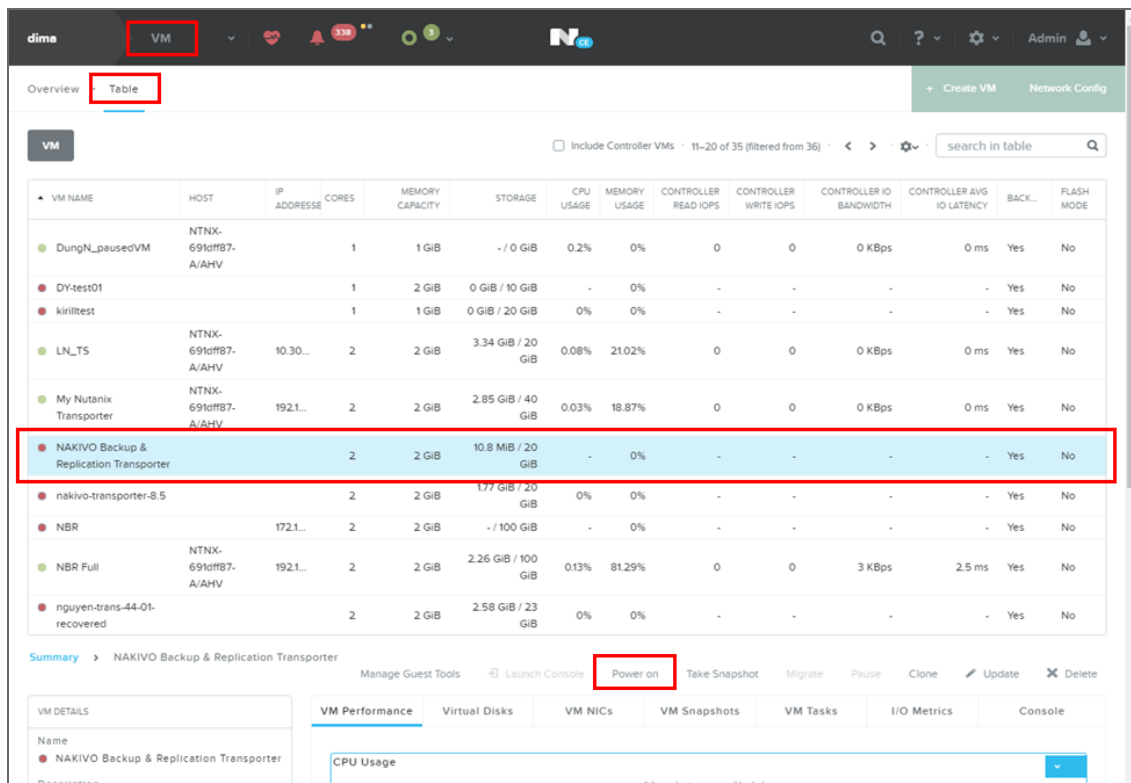 dima
VM
338
3
N CE
?
Admin
Overview · Table
+ Create VM
Network Config
VM
Include Controller VMs · 11–20 of 35 (filtered from 36) · < > · search in table
VM NAME HOST IP ADDRESSE CORES MEMORY CAPACITY STORAGE CPU USAGE MEMORY USAGE CONTROLLER READ IOPS CONTROLLER WRITE IOPS CONTROLLER IO BANDWIDTH CONTROLLER AVG IO LATENCY BACK... FLASH MODE
DungN_pausedVM NTNX-691dff87-A/AHV 1 1 GiB - / 0 GiB 0.2% 0% 0 0 0 KBps 0 ms Yes No
DY-test01 1 2 GiB 0 GiB / 10 GiB - 0% - - - - Yes No
kirilltest 1 1 GiB 0 GiB / 20 GiB 0% 0% - - - - Yes No
LN_TS NTNX-691dff87-A/AHV 10.30... 2 2 GiB 3.34 GiB / 20 GiB 0.08% 21.02% 0 0 0 KBps 0 ms Yes No
My Nutanix Transporter NTNX-691dff87-A/AHV 192.1... 2 2 GiB 2.85 GiB / 40 GiB 0.03% 18.87% 0 0 0 KBps 0 ms Yes No
NAKIVO Backup & Replication Transporter 2 2 GiB 10.8 MiB / 20 GiB - 0% - - - - Yes No
nakivo-transporter-8.5 2 2 GiB 1.77 GiB / 20 GiB 0% 0% - - - - Yes No
NBR 172.1... 2 2 GiB - / 100 GiB - 0% - - - - Yes No
NBR Full NTNX-691dff87-A/AHV 192.1... 2 2 GiB 2.26 GiB / 100 GiB 0.13% 81.29% 0 0 3 KBps 2.5 ms Yes No
nguyen-trans-44-01-recovered 2 2 GiB 2.58 GiB / 23 GiB 0% 0% - - - - Yes No
Summary > NAKIVO Backup & Replication Transporter
Manage Guest Tools Launch Console Power on Take Snapshot Migrate Pause Clone Update Delete
VM DETAILS
VM Performance Virtual Disks VM NICs VM Snapshots VM Tasks I/O Metrics Console
Name
NAKIVO Backup & Replication Transporter
CPU Usage